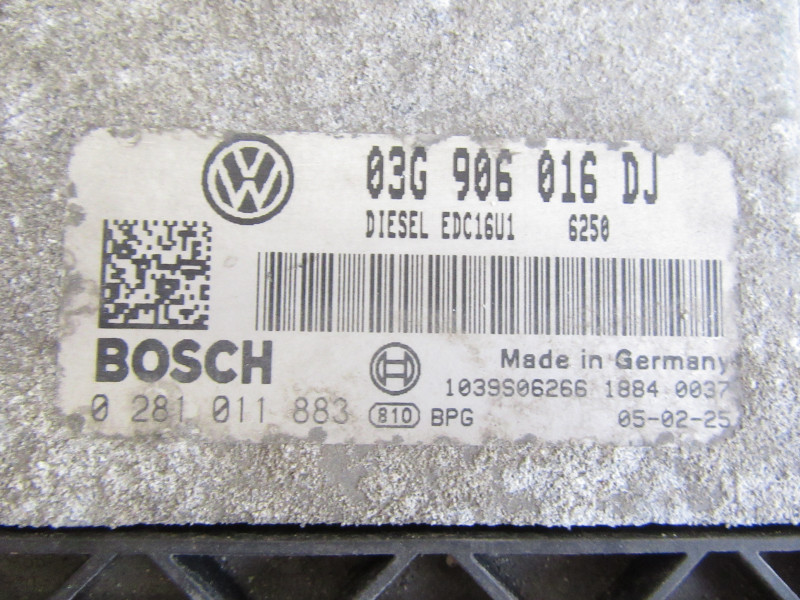 03G 906 016 DJ
DIESEL EDC16U1 6250
BOSCH
Made in Germany
1039S06266 1884 0037
0 281 011 883 810 BPG 05-02-25